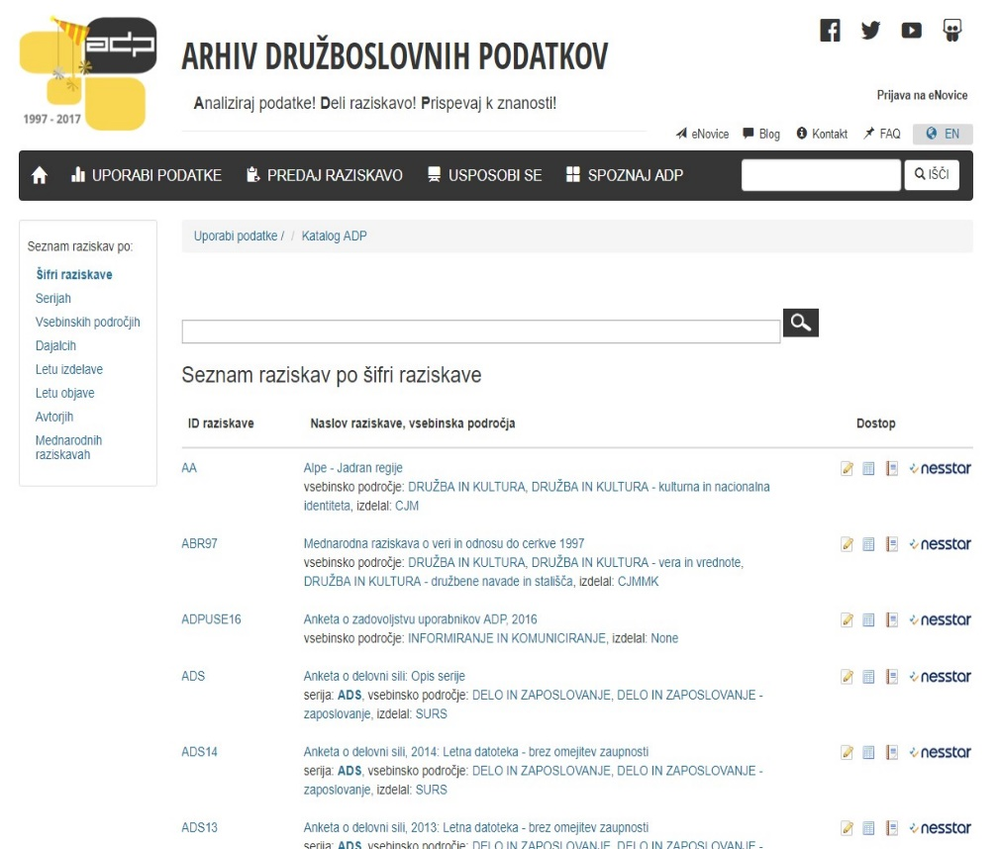 adp
1997 - 2017
ARHIV DRUŽBOSLOVNIH PODATKOV
Analiziraj podatke! Deli raziskavo! Prispevaj k znanosti!
Prijava na eNovice
eNovice Blog Kontakt FAQ EN
UPORABI PODATKE PREDAJ RAZISKAVO USPOSOBI SE SPOZNAJ ADP IŠČI
Seznam raziskav po:
Šifri raziskave
Serijah
Vsebinskih področjih
Dajalcih
Letu izdelave
Letu objave
Avtorjih
Mednarodnih
raziskavah
Uporabi podatke / / Katalog ADP
Seznam raziskav po šifri raziskave
ID raziskave Naslov raziskave, vsebinska področja Dostop
AA Alpe - Jadran regije nesstar
vsebinsko področje: DRUŽBA IN KULTURA, DRUŽBA IN KULTURA - kulturna in nacionalna
identiteta, izdelal: CJM
ABR97 Mednarodna raziskava o veri in odnosu do cerkve 1997 nesstar
vsebinsko področje: DRUŽBA IN KULTURA, DRUŽBA IN KULTURA - vera in vrednote,
DRUŽBA IN KULTURA - družbene navade in stališča, izdelal: CJMMK
ADPUSE16 Anketa o zadovoljstvu uporabnikov ADP, 2016 nesstar
vsebinsko področje: INFORMIRANJE IN KOMUNICIRANJE, izdelal: None
ADS Anketa o delovni sili: Opis serije nesstar
serija: ADS, vsebinsko področje: DELO IN ZAPOSLOVANJE, DELO IN ZAPOSLOVANJE -
zaposlovanje, izdelal: SURS
ADS14 Anketa o delovni sili, 2014: Letna datoteka - brez omejitev zaupnosti nesstar
serija: ADS, vsebinsko področje: DELO IN ZAPOSLOVANJE, DELO IN ZAPOSLOVANJE -
zaposlovanje, izdelal: SURS
ADS13 Anketa o delovni sili, 2013: Letna datoteka - brez omejitev zaupnosti nesstar
serija: ADS, vsebinsko področje: DELO IN ZAPOSLOVANJE, DELO IN ZAPOSLOVANJE -